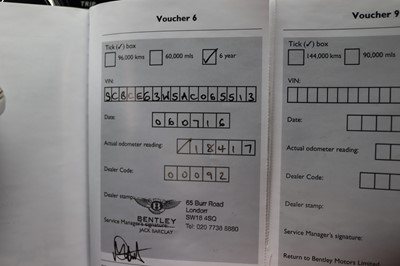 Voucher 6
Tick (✓) box
96,000 kms 60,000 mls ✓ 6 year
VIN:
SCBCE63W5AC065513
Date:
060716
Actual odometer reading:
18417
Dealer Code:
00092
Dealer stamp:
BENTLEY
JACK BARCLAY
65 Burr Road
London
SW18 4SQ
Tel: 020 7738 8880
Service Manager's signature:
Voucher 9
Tick (✓) box
144,000 kms 90,000 mls
VIN:
Date:
Actual odometer reading:
Dealer Code:
Dealer stamp:
Service Manager's signature:
Return to Bentley Motors Limited